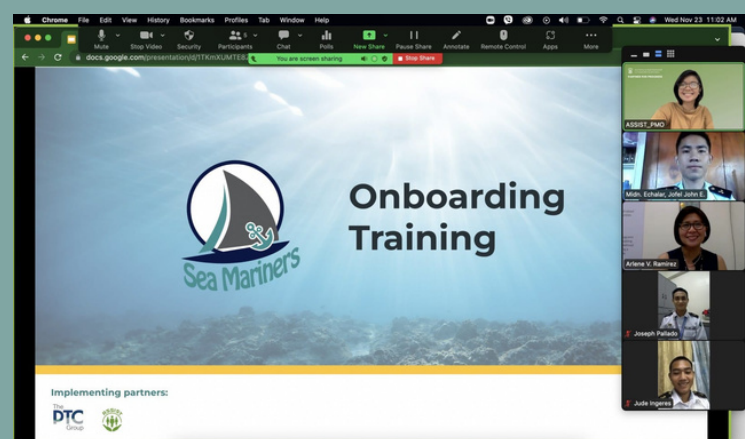 Chrome File Edit View History Bookmarks Profiles Tab Window Help Wed Nov 23 11:02 AM
Mute Stop Video Security Participants 5 Chat Polls New Share Pause Share Annotate Remote Control Apps More
docs.google.com/presentation/d/1TKmXUMTE8 You are screen sharing Stop Share
Onboarding
Training
Sea Mariners
Implementing partners:
The
DTC
Group
ASSIST
ASSIST_PMO
Midn. Echalar, Jofel John E.
Arlene V. Ramirez
Joseph Pallado
Jude Ingeres